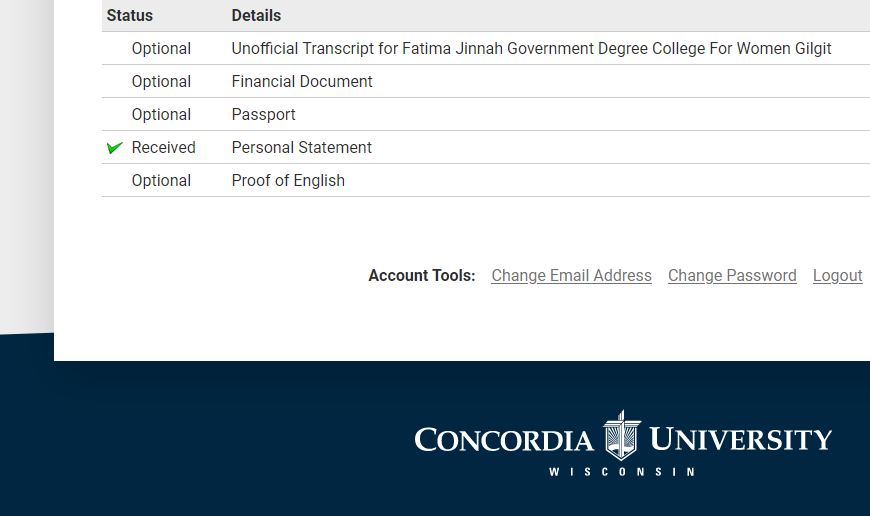 Status Details
Optional Unofficial Transcript for Fatima Jinnah Government Degree College For Women Gilgit
Optional Financial Document
Optional Passport
Received Personal Statement
Optional Proof of English
Account Tools: Change Email Address Change Password Logout
CONCORDIA UNIVERSITY
WISCONSIN